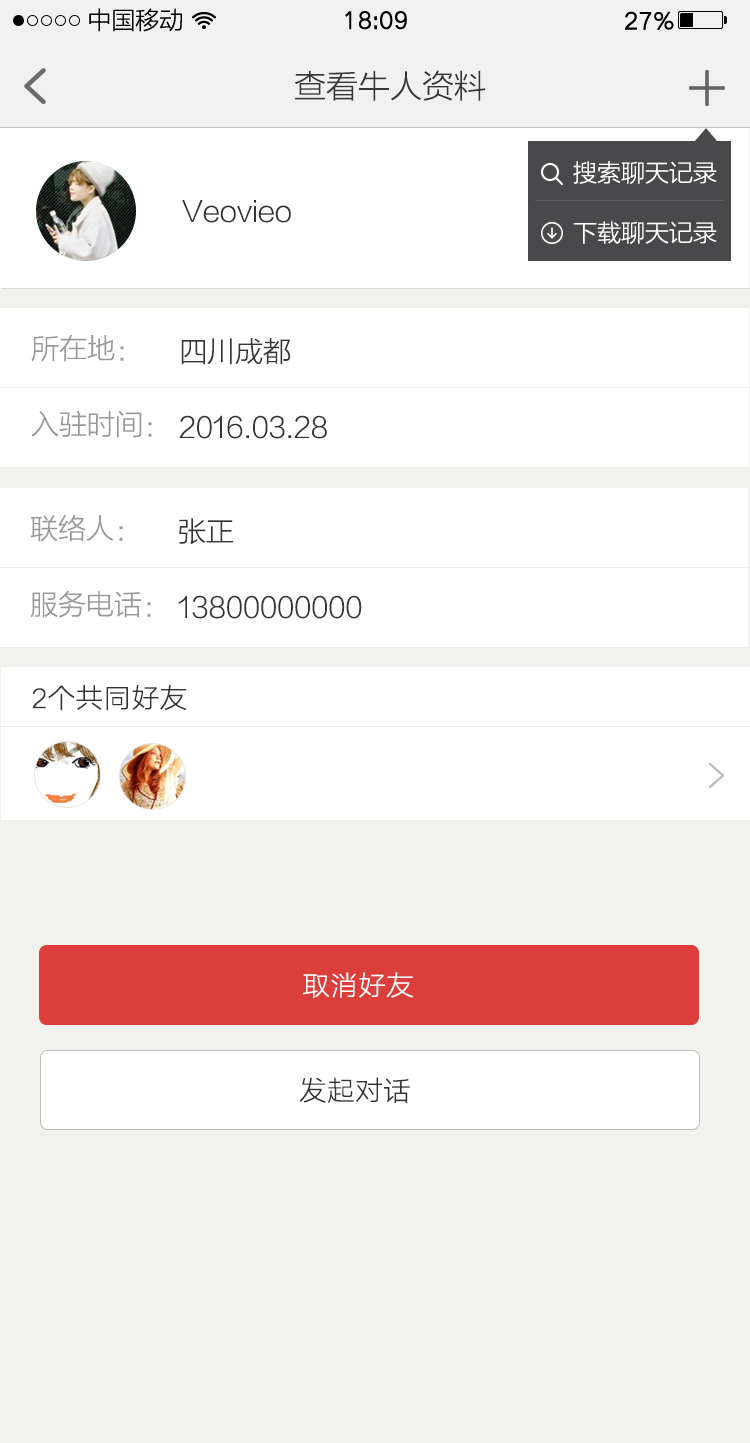 中国移动 18:09 27%
查看牛人资料
搜索聊天记录
Veovieo
下载聊天记录
所在地: 四川成都
入驻时间: 2016.03.28
联络人: 张正
服务电话: 13800000000
2个共同好友
取消好友
发起对话